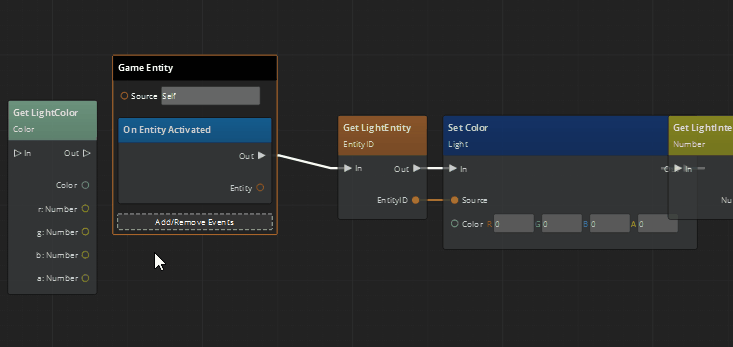 Get LightColor
Color
In Out
Color
r: Number
g: Number
b: Number
a: Number
Game Entity
Source Self
On Entity Activated
Out
Entity
Add/Remove Events
Get LightEntity
EntityID
In Out
EntityID
Set Color
Light
In
Source
Color R 0 G 0 B 0 A 0
Get LightInte
Number
In
Nu